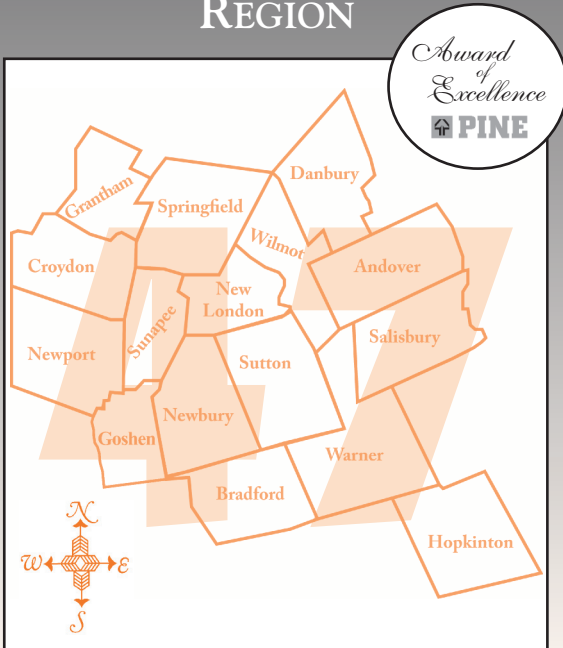 REGION
Award
of
Excellence
PINE
47
Danbury
Grantham
Springfield
Wilmot
Croydon
Andover
New
London
Sunapee
Salisbury
Newport
Sutton
Newbury
Goshen
Warner
Bradford
Hopkinton
N
W E
S